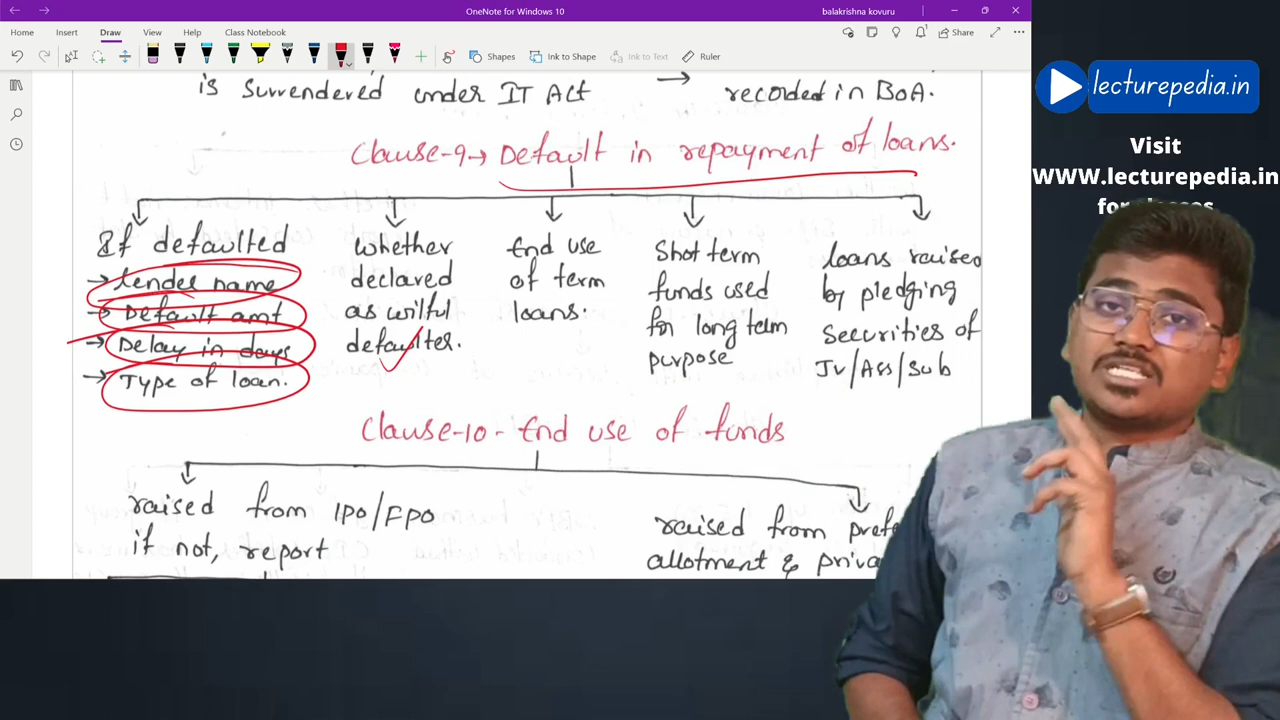 OneNote for Windows 10
balakrishna kovuru
Home Insert Draw View Help Class Notebook
Share
Shapes Ink to Shape Ink to Text Ruler
is surrendered under IT Act
recorded in BoA.
Clause-9→ Default in repayment of loans.
If defaulted
→ lender name
→ Default amt
→ Delay in days
→ Type of loan.
whether
declared
as wilful
defaulter.
End use
of term
loans.
Shot term
funds used
for long term
purpose
loans raised
by pledging
securities of
Jv/Ass/Sub
Clause-10 - End use of funds
raised from IPO/FPO
if not, report
raised from pref
allotment & priva
lecturepedia.in
Visit
WWW.lecturepedia.in
for classes